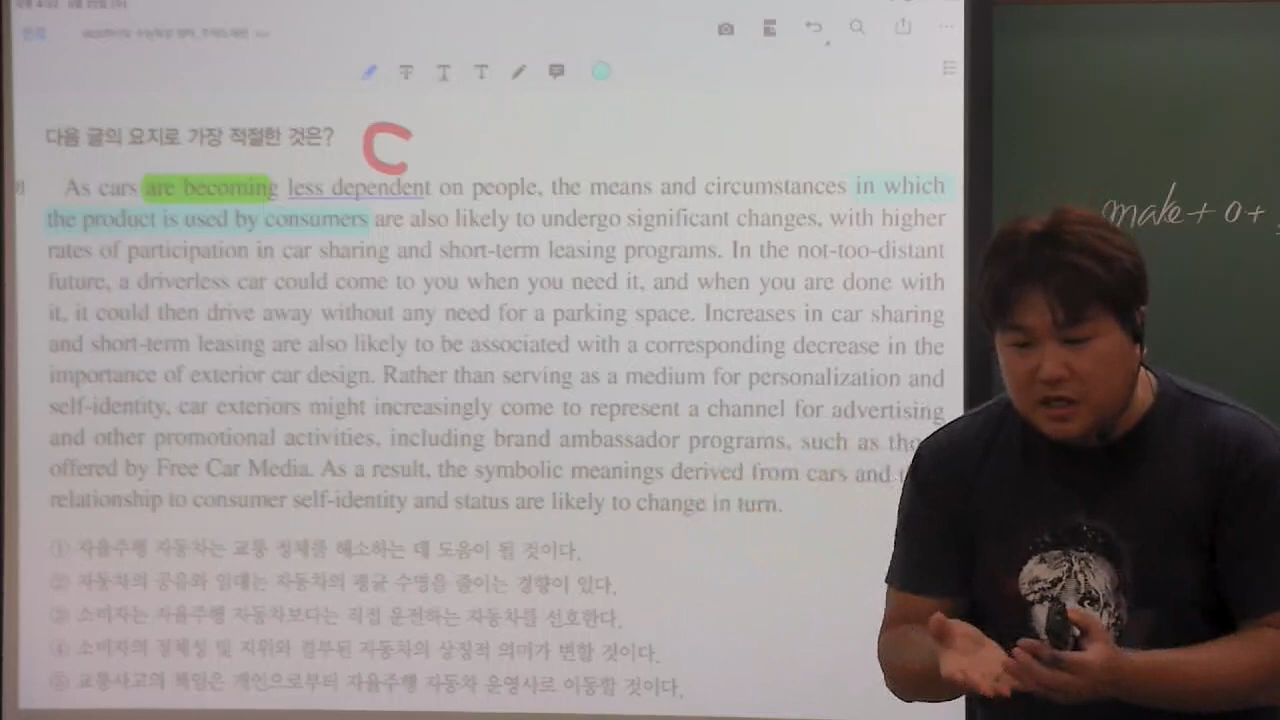 다음 글의 요지로 가장 적절한 것은? C
As cars are becoming less dependent on people, the means and circumstances in which
the product is used by consumers are also likely to undergo significant changes, with higher
rates of participation in car sharing and short-term leasing programs. In the not-too-distant
future, a driverless car could come to you when you need it, and when you are done with
it, it could then drive away without any need for a parking space. Increases in car sharing
and short-term leasing are also likely to be associated with a corresponding decrease in the
importance of exterior car design. Rather than serving as a medium for personalization and
self-identity, car exteriors might increasingly come to represent a channel for advertising
and other promotional activities, including brand ambassador programs, such as
offered by Free Car Media. As a result, the symbolic meanings derived from cars and
relationship to consumer self-identity and status are likely to change in turn.
① 자율주행 자동차는 교통 정체를 해소하는 데 도움이 될 것이다.
② 자동차의 공유와 임대는 자동차의 평균 수명을 줄이는 경향이 있다.
③ 소비자는 자율주행 자동차보다는 직접 운전하는 자동차를 선호한다.
④ 소비자의 정체성 및 지위와 결부된 자동차의 상징적 의미가 변할 것이다.
⑤ 교통사고의 책임은 개인으로부터 자율주행 자동차 운영사로 이동할 것이다.
make + o +